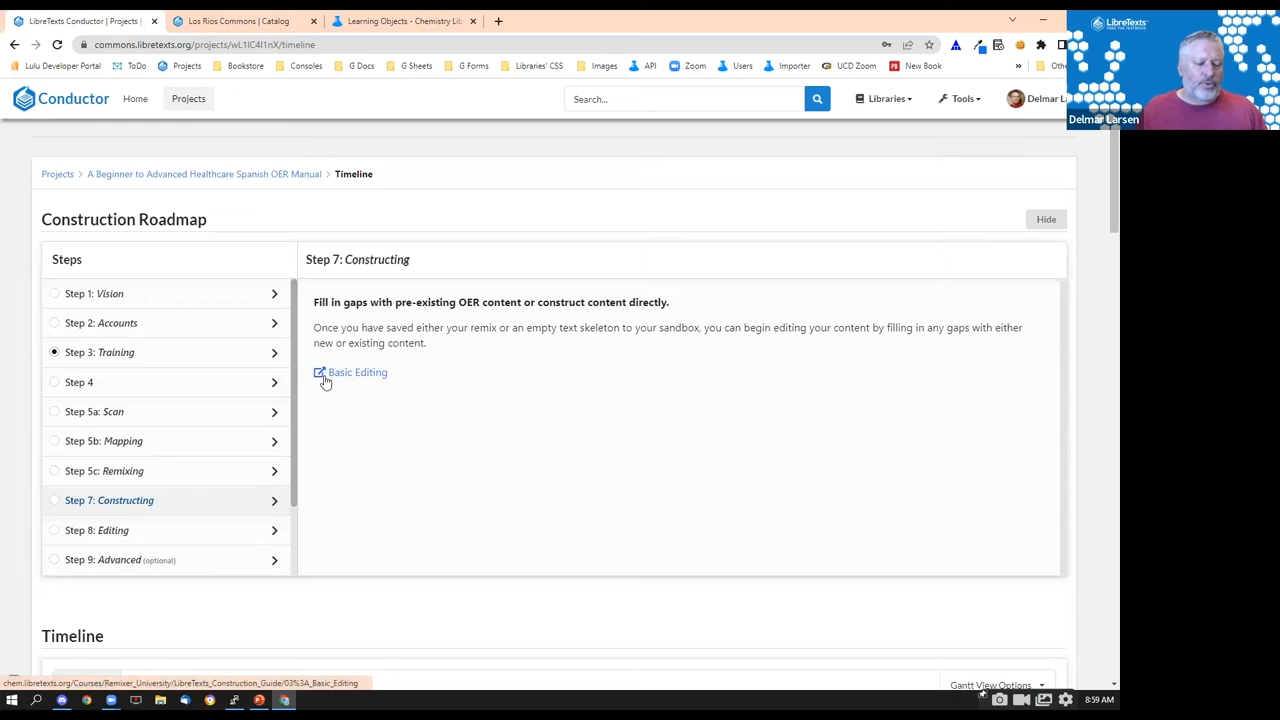 LibreTexts Conductor | Projects |
Los Rios Commons | Catalog
Learning Objects - Chemistry Lib
commons.libretexts.org/projects/wL1IC4I1nX/timeline
Lulu Developer Portal ToDo Projects Bookstore Consoles G Docs G Sheets G Forms Libraries' CSS Images API Zoom Users Importer UCD Zoom New Book » Othe
LibreTexts
FREE THE TEXTBOOK
Delmar Larsen
Conductor Home Projects Search... Libraries Tools Delmar La
Projects > A Beginner to Advanced Healthcare Spanish OER Manual > Timeline
Construction Roadmap
Hide
Steps
Step 1: Vision
Step 2: Accounts
Step 3: Training
Step 4
Step 5a: Scan
Step 5b: Mapping
Step 5c: Remixing
Step 7: Constructing
Step 8: Editing
Step 9: Advanced (optional)
Step 7: Constructing
Fill in gaps with pre-existing OER content or construct content directly.
Once you have saved either your remix or an empty text skeleton to your sandbox, you can begin editing your content by filling in any gaps with either
new or existing content.
Basic Editing
Timeline
Gantt View Options
chem.libretexts.org/Courses/Remixer_University/LibreTexts_Construction_Guide/03%3A_Basic_Editing
8:59 AM